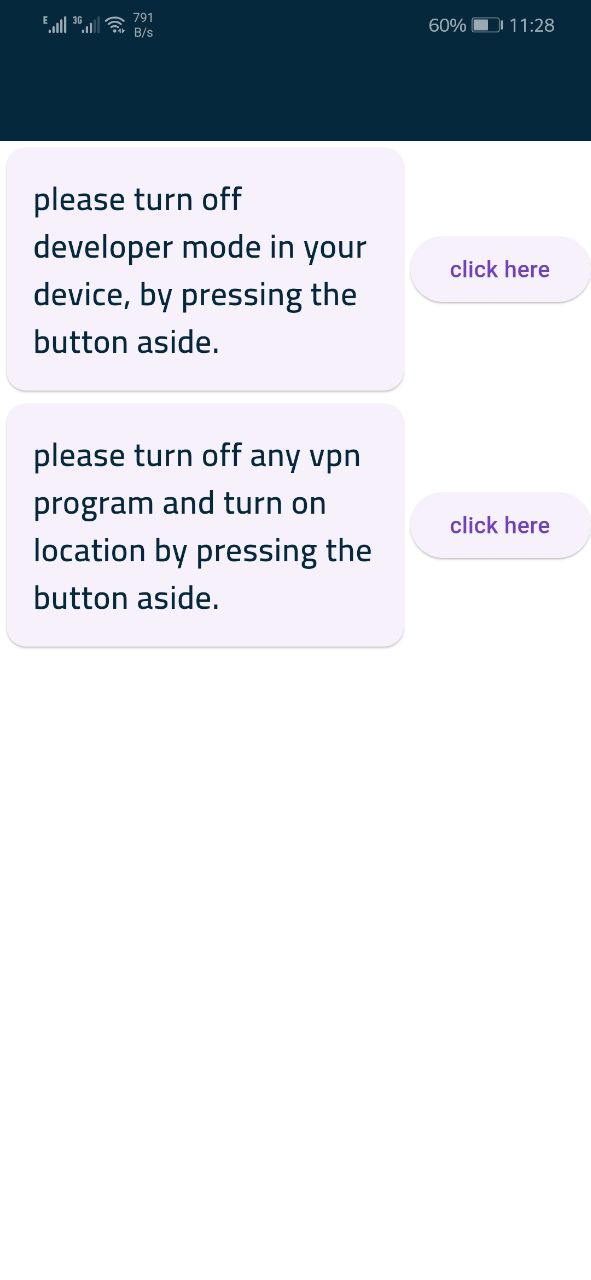 E 3G 791 B/s 60% 11:28
please turn off
developer mode in your
device, by pressing the
button aside.
click here
please turn off any vpn
program and turn on
location by pressing the
button aside.
click here